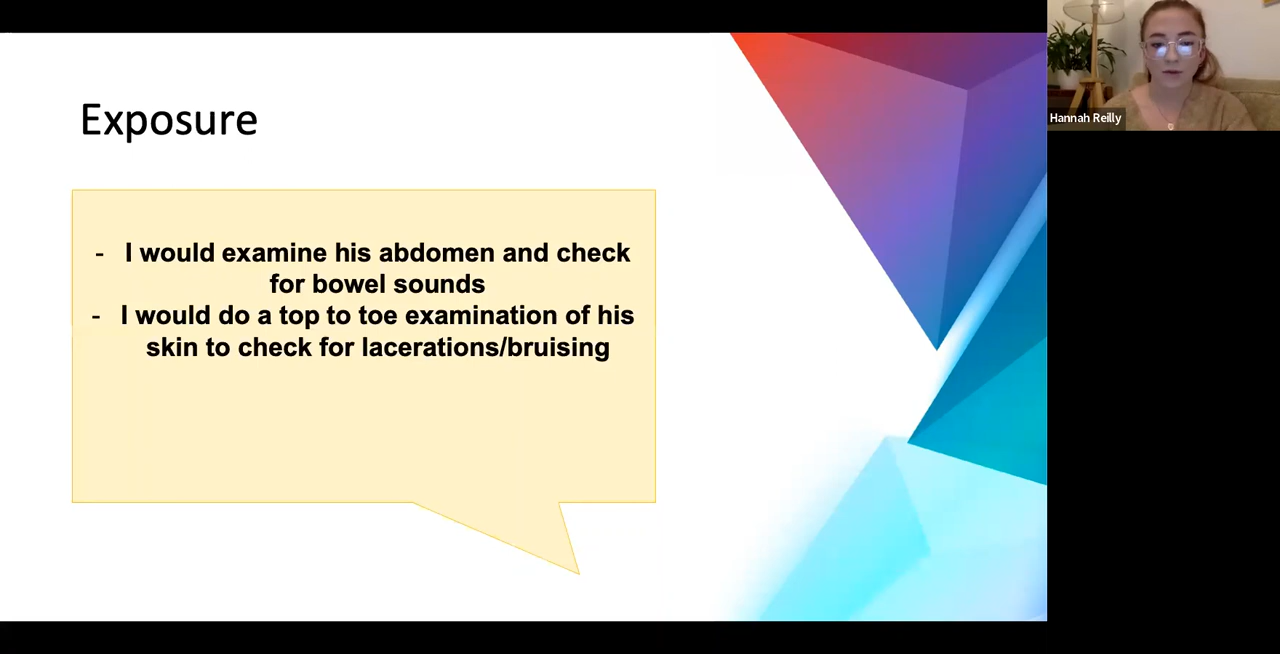 Exposure
- I would examine his abdomen and check
for bowel sounds
- I would do a top to toe examination of his
skin to check for lacerations/bruising
Hannah Reilly